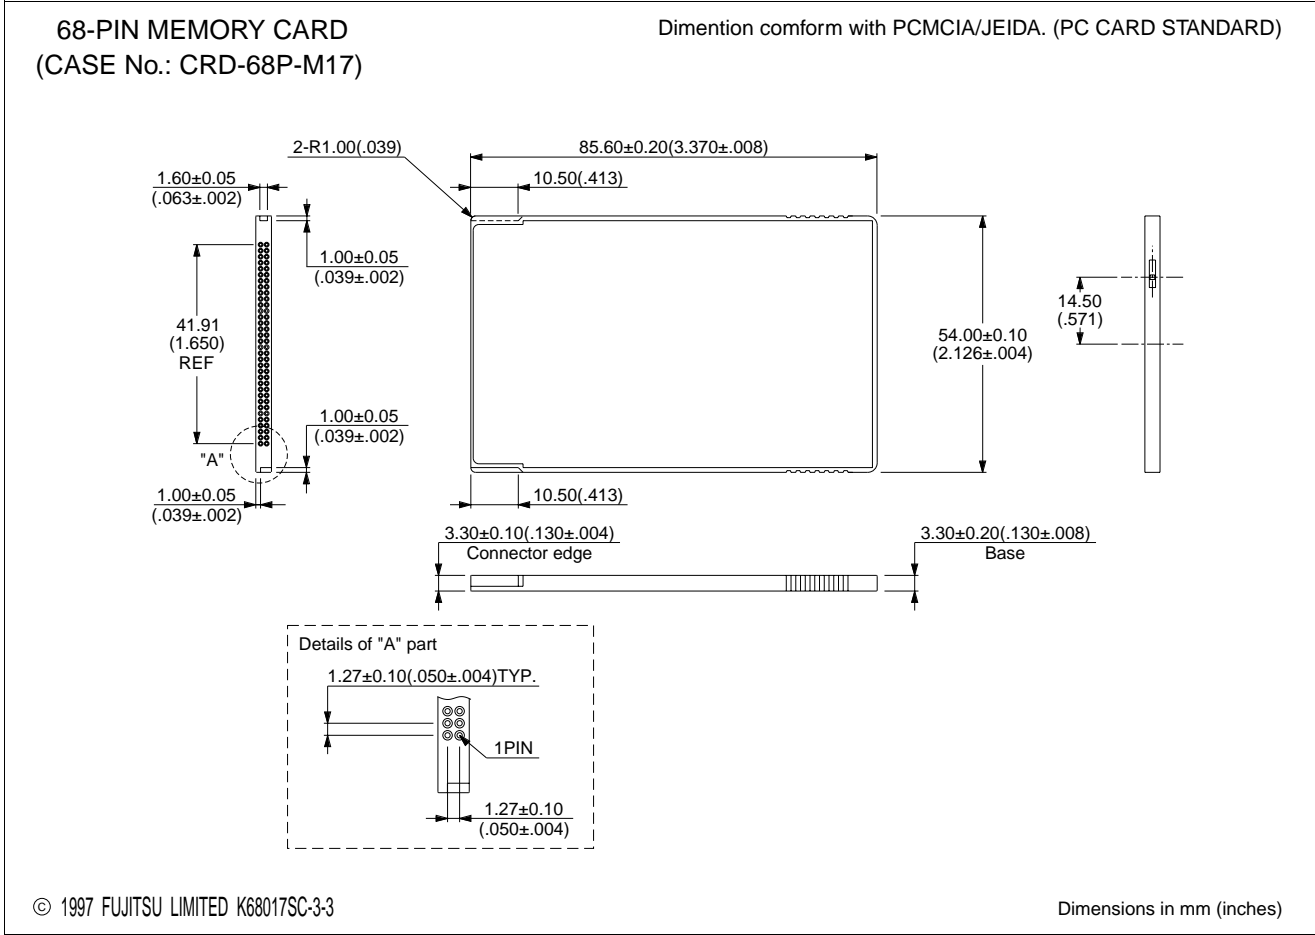 68-PIN MEMORY CARD
(CASE No.: CRD-68P-M17)
Dimention comform with PCMCIA/JEIDA. (PC CARD STANDARD)
2-R1.00(.039)
85.60±0.20(3.370±.008)
10.50(.413)
1.60±0.05
(.063±.002)
1.00±0.05
(.039±.002)
41.91
(1.650)
REF
54.00±0.10
(2.126±.004)
14.50
(.571)
1.00±0.05
(.039±.002)
"A"
1.00±0.05
(.039±.002)
10.50(.413)
3.30±0.10(.130±.004)
Connector edge
3.30±0.20(.130±.008)
Base
Details of "A" part
1.27±0.10(.050±.004)TYP.
1PIN
1.27±0.10
(.050±.004)
© 1997 FUJITSU LIMITED K68017SC-3-3
Dimensions in mm (inches)